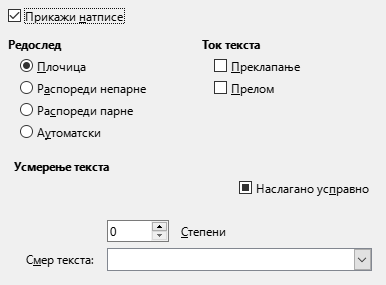 Прикажи натписе
Редослед
Ток текста
Плочица
Преклапање
Распореди непарне
Прелом
Распореди парне
Аутоматски
Усмерење текста
Наслагано усправно
0 Степени
Смер текста: